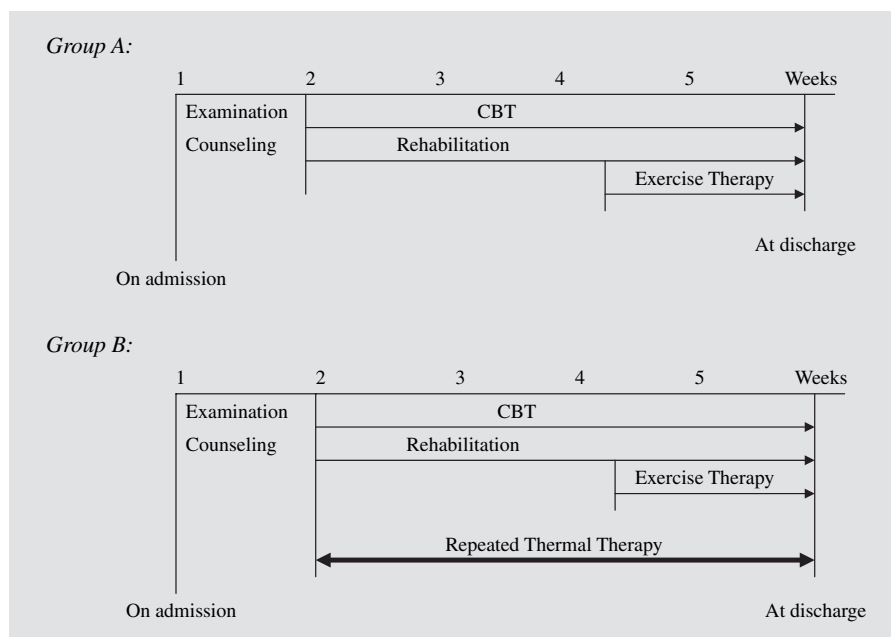 Group A:
1 2 3 4 5 Weeks
Examination CBT
Counseling Rehabilitation
Exercise Therapy
At discharge
On admission
Group B:
1 2 3 4 5 Weeks
Examination CBT
Counseling Rehabilitation
Exercise Therapy
Repeated Thermal Therapy
On admission At discharge